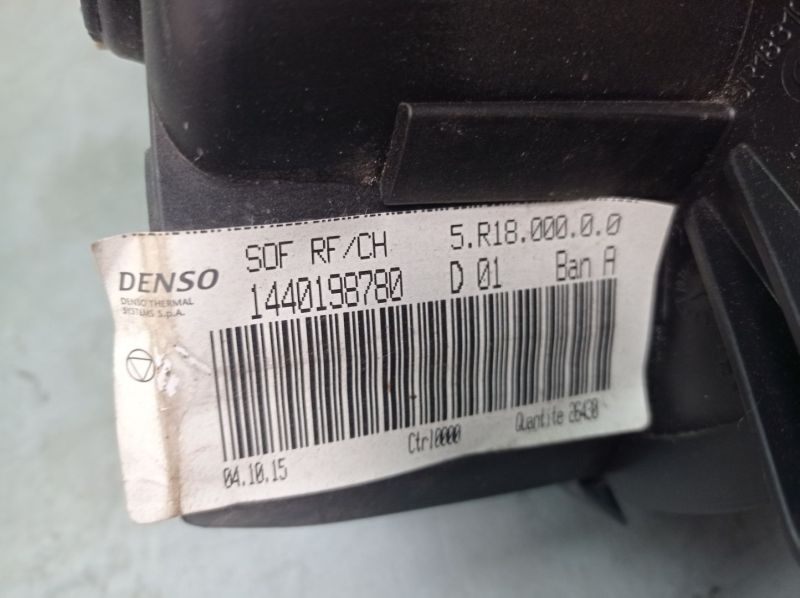 SOF RF/CH 5.R18.000.0.0
DENSO 1440198780 D 01 Ban A
DENSO THERMAL
SYSTEMS S.p.A.
Ctrl0000 Quantite 26430
04.10.15